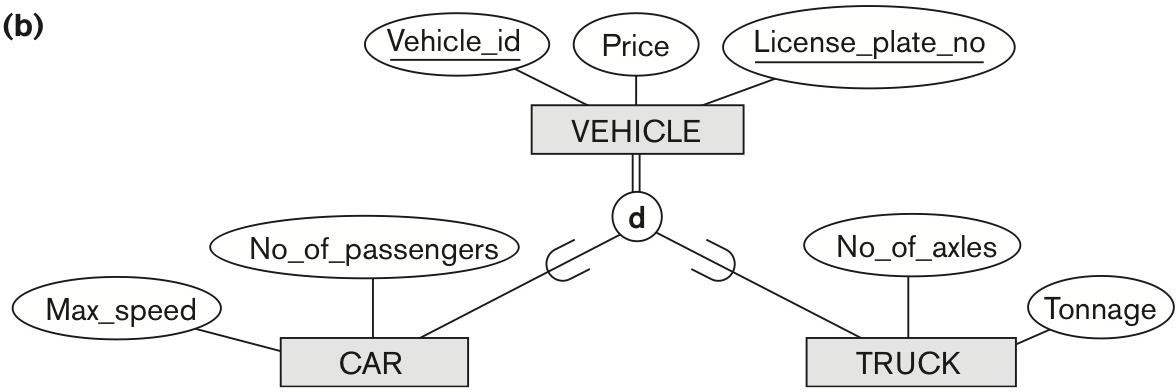 (b)
Vehicle_id
Price
License_plate_no
VEHICLE
d
No_of_passengers
No_of_axles
Max_speed
Tonnage
CAR
TRUCK